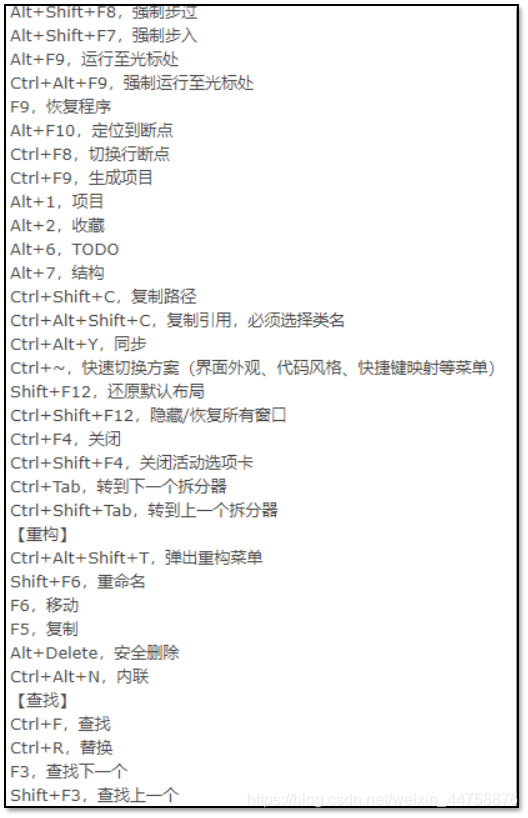 Alt+Shift+F8，强制步过
Alt+Shift+F7，强制步入
Alt+F9，运行至光标处
Ctrl+Alt+F9，强制运行至光标处
F9，恢复程序
Alt+F10，定位到断点
Ctrl+F8，切换行断点
Ctrl+F9，生成项目
Alt+1，项目
Alt+2，收藏
Alt+6，TODO
Alt+7，结构
Ctrl+Shift+C，复制路径
Ctrl+Alt+Shift+C，复制引用，必须选择类名
Ctrl+Alt+Y，同步
Ctrl+~，快速切换方案（界面外观、代码风格、快捷键映射等菜单）
Shift+F12，还原默认布局
Ctrl+Shift+F12，隐藏/恢复所有窗口
Ctrl+F4，关闭
Ctrl+Shift+F4，关闭活动选项卡
Ctrl+Tab，转到下一个拆分器
Ctrl+Shift+Tab，转到上一个拆分器
【重构】
Ctrl+Alt+Shift+T，弹出重构菜单
Shift+F6，重命名
F6，移动
F5，复制
Alt+Delete，安全删除
Ctrl+Alt+N，内联
【查找】
Ctrl+F，查找
Ctrl+R，替换
F3，查找下一个
Shift+F3，查找上一个
https://blog.csdn.net/weixin_44758876